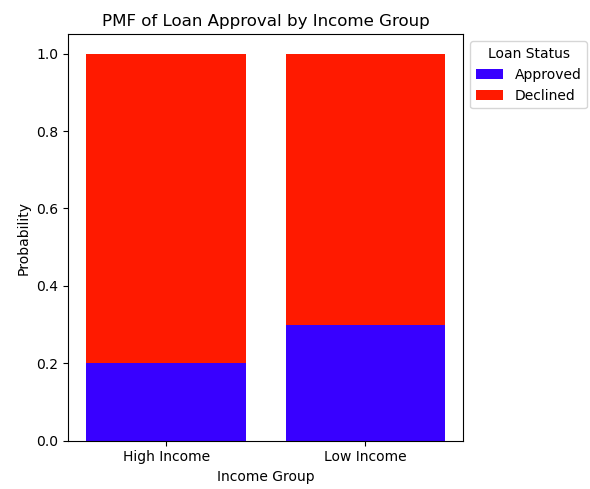 PMF of Loan Approval by Income Group
Loan Status
Approved
Declined
1.0
0.8
0.6
0.4
0.2
0.0
Probability
High Income
Low Income
Income Group